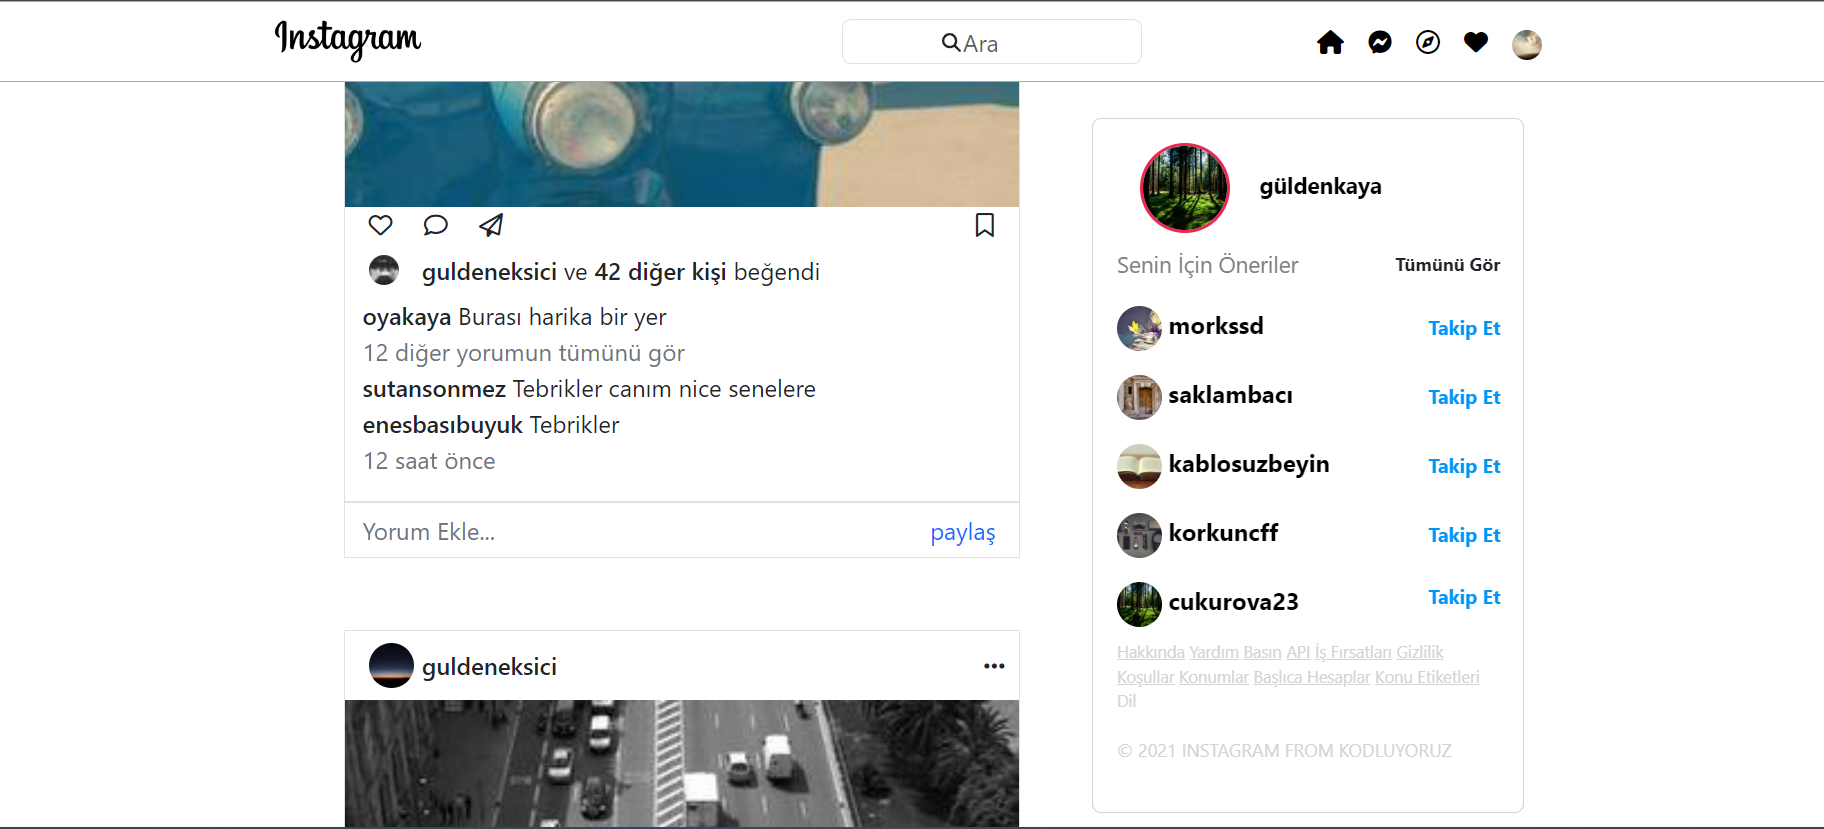 Instagram
Ara
guldeneksici ve 42 diğer kişi beğendi
oyakaya Burası harika bir yer
12 diğer yorumun tümünü gör
sutansonmez Tebrikler canım nice senelere
enesbasıbuyuk Tebrikler
12 saat önce
Yorum Ekle...
paylaş
guldeneksici
güldenkaya
Senin İçin Öneriler
Tümünü Gör
morkssd
Takip Et
saklambacı
Takip Et
kablosuzbeyin
Takip Et
korkuncff
Takip Et
cukurova23
Takip Et
Hakkında Yardım Basın API İş Fırsatları Gizlilik
Koşullar Konumlar Başlıca Hesaplar Konu Etiketleri
Dil
© 2021 INSTAGRAM FROM KODLUYORUZ